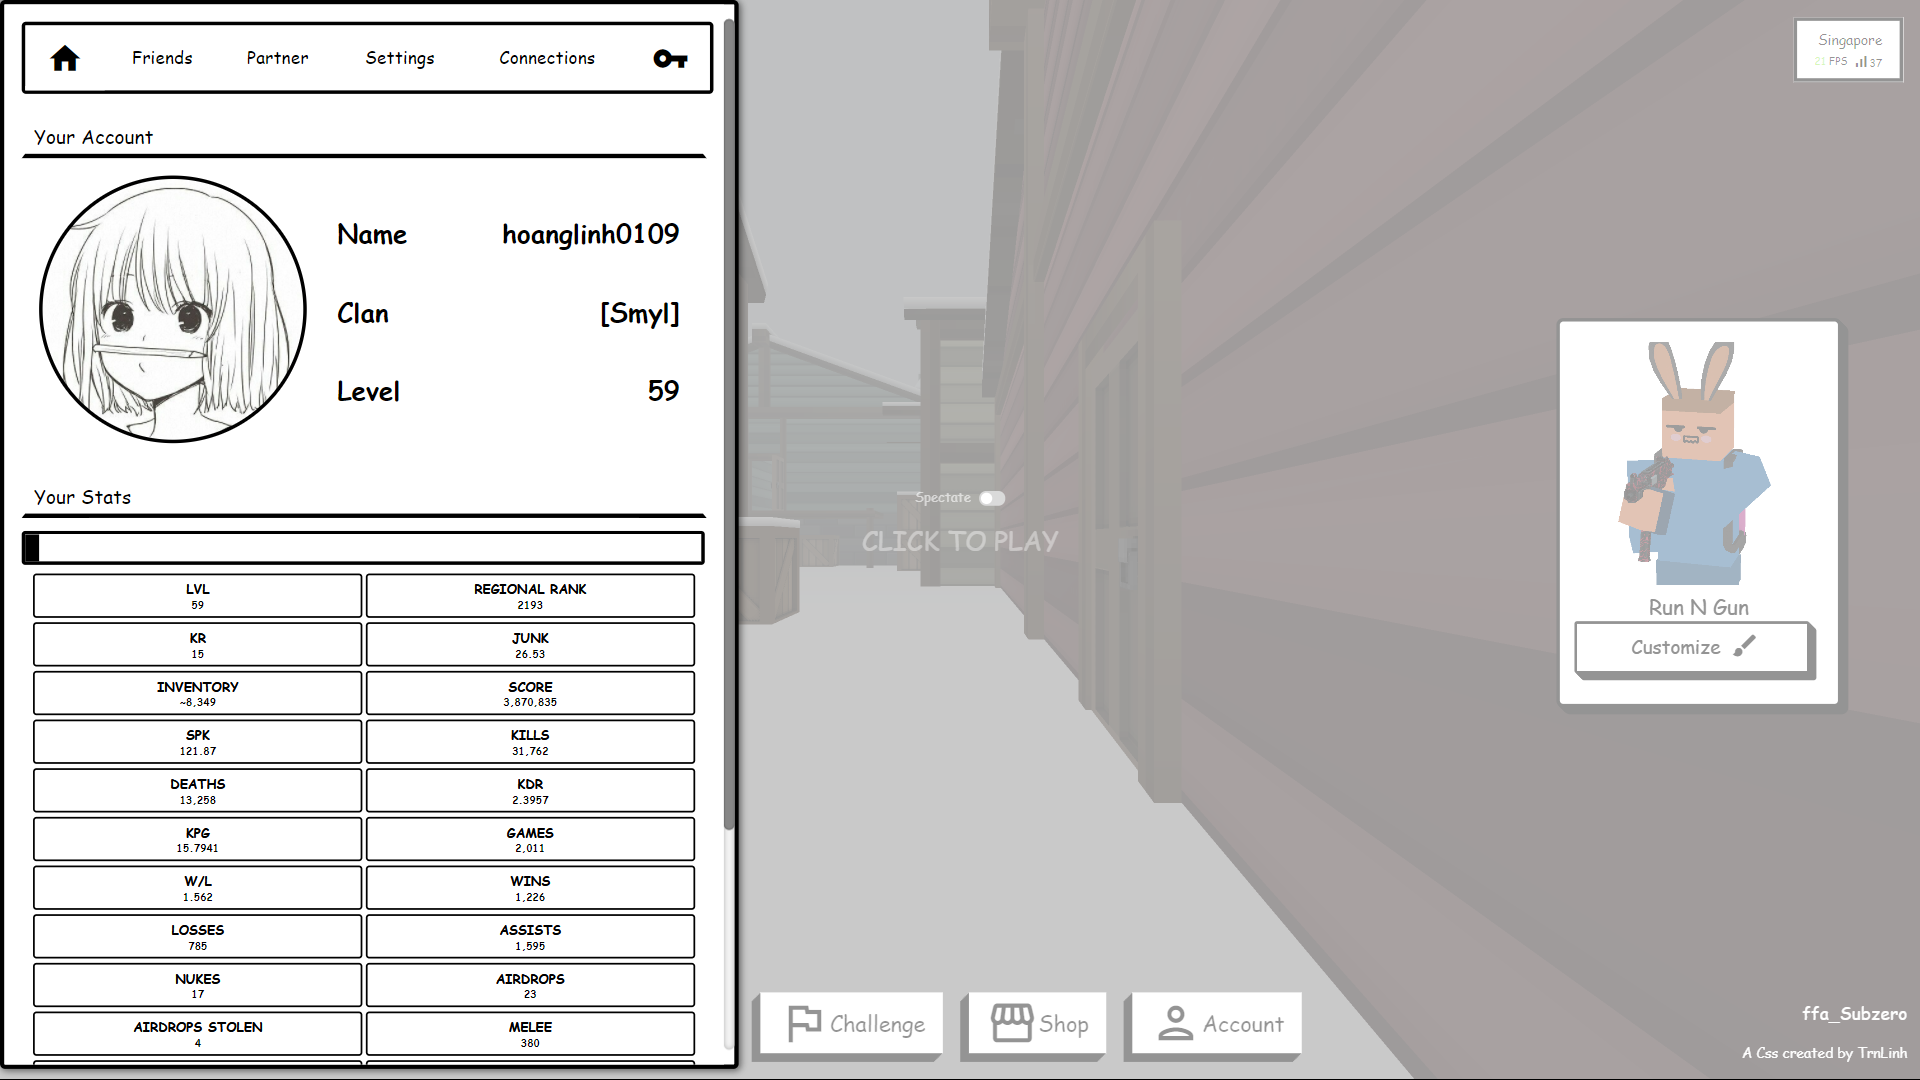 Friends Partner Settings Connections
Your Account
Name hoanglinh0109
Clan [Smyl]
Level 59
Your Stats
LVL
59
REGIONAL RANK
2193
KR
15
JUNK
26.53
INVENTORY
~8,349
SCORE
3,870,835
SPK
121.87
KILLS
31,762
DEATHS
13,258
KDR
2.3957
KPG
15.7941
GAMES
2,011
W/L
1.562
WINS
1,226
LOSSES
785
ASSISTS
1,595
NUKES
17
AIRDROPS
23
AIRDROPS STOLEN
4
MELEE
380
Spectate
CLICK TO PLAY
Challenge
Shop
Account
Singapore
21 FPS 37
Run N Gun
Customize
ffa_Subzero
A Css created by TrnLinh